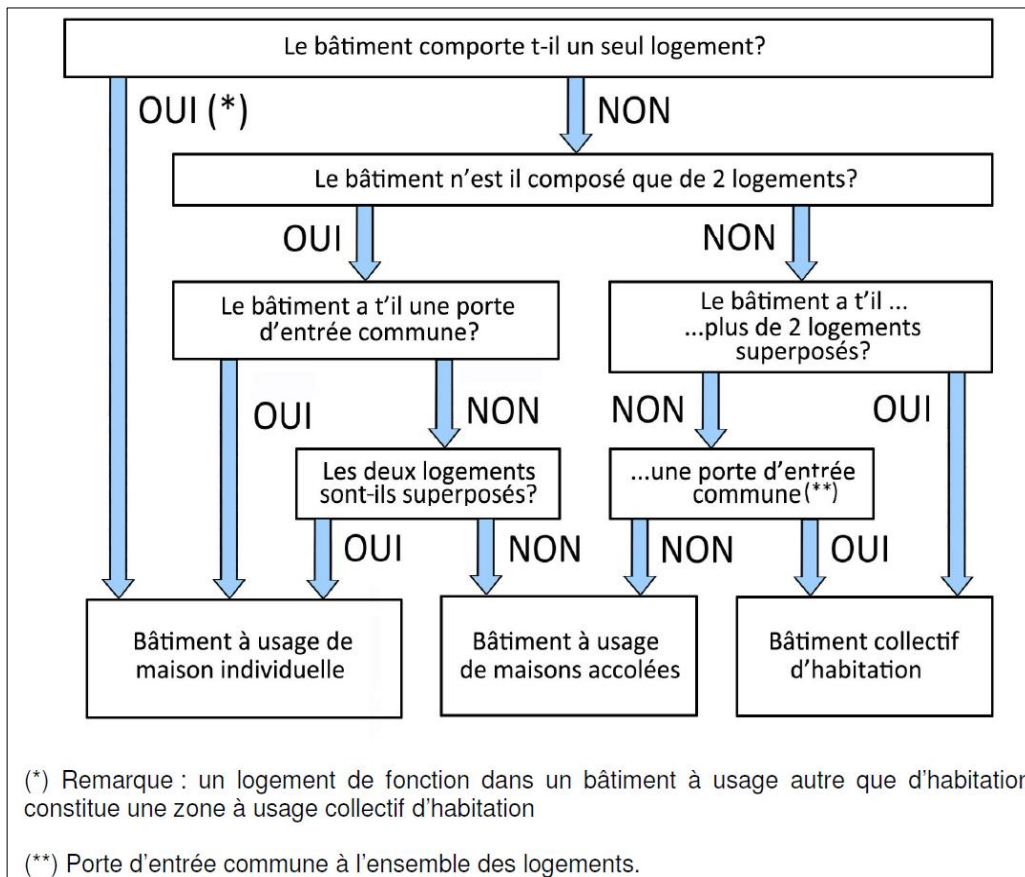 Le bâtiment comporte t-il un seul logement?
OUI (*)
NON
Le bâtiment n'est il composé que de 2 logements?
OUI
NON
Le bâtiment a t'il une porte
d'entrée commune?
Le bâtiment a t'il ...
...plus de 2 logements
superposés?
OUI
NON
NON
OUI
Les deux logements
sont-ils superposés?
...une porte d'entrée
commune(**)
OUI
NON
NON
OUI
Bâtiment à usage de
maison individuelle
Bâtiment à usage
de maisons accolées
Bâtiment collectif
d'habitation
(*) Remarque : un logement de fonction dans un bâtiment à usage autre que d'habitation
constitue une zone à usage collectif d'habitation
(**) Porte d'entrée commune à l'ensemble des logements.